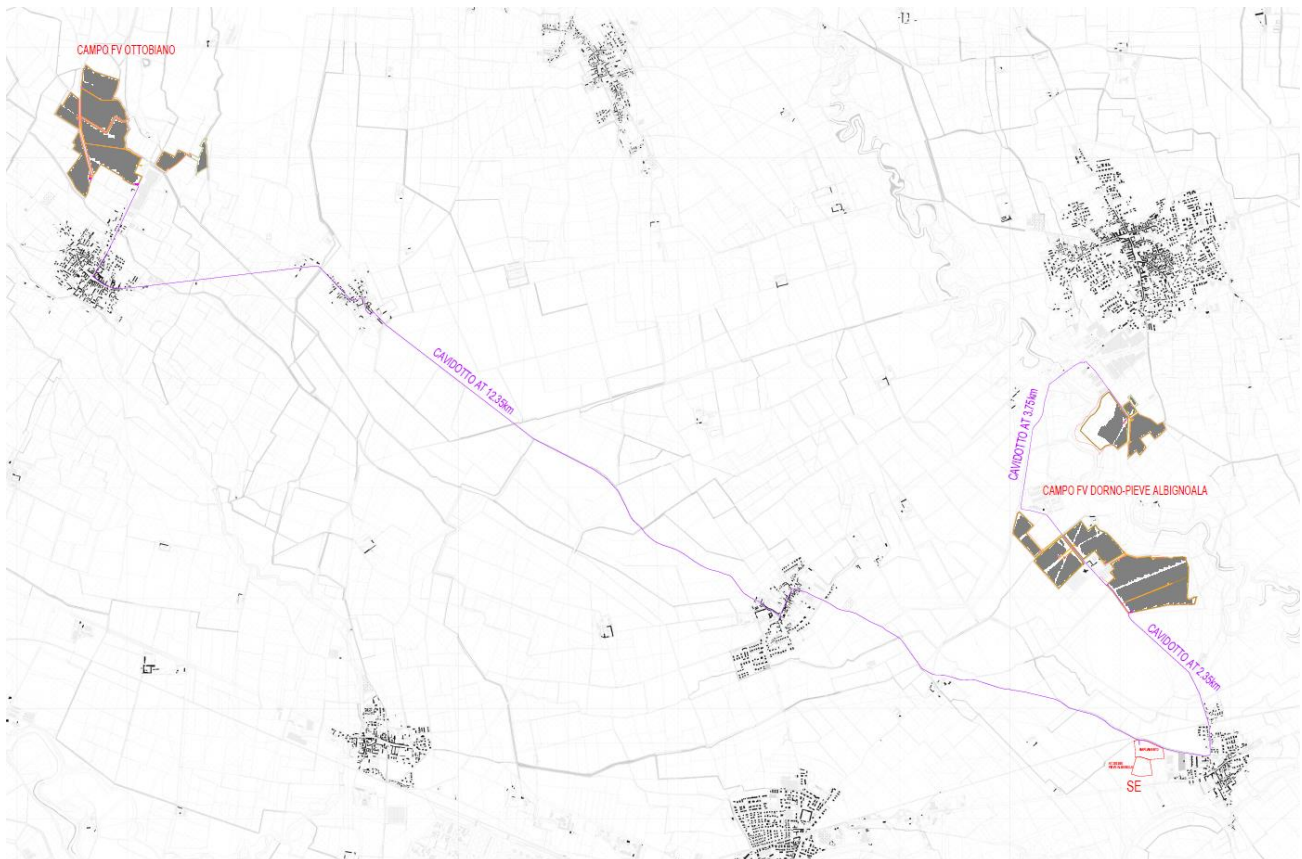 CAMPO FV OTTOBIANO
CAVIDOTTO AT 12,35km
CAVIDOTTO AT 3,75km
CAMPO FV DORNO-PIEVE ALBIGNOALA
CAVIDOTTO AT 2,35km
SE